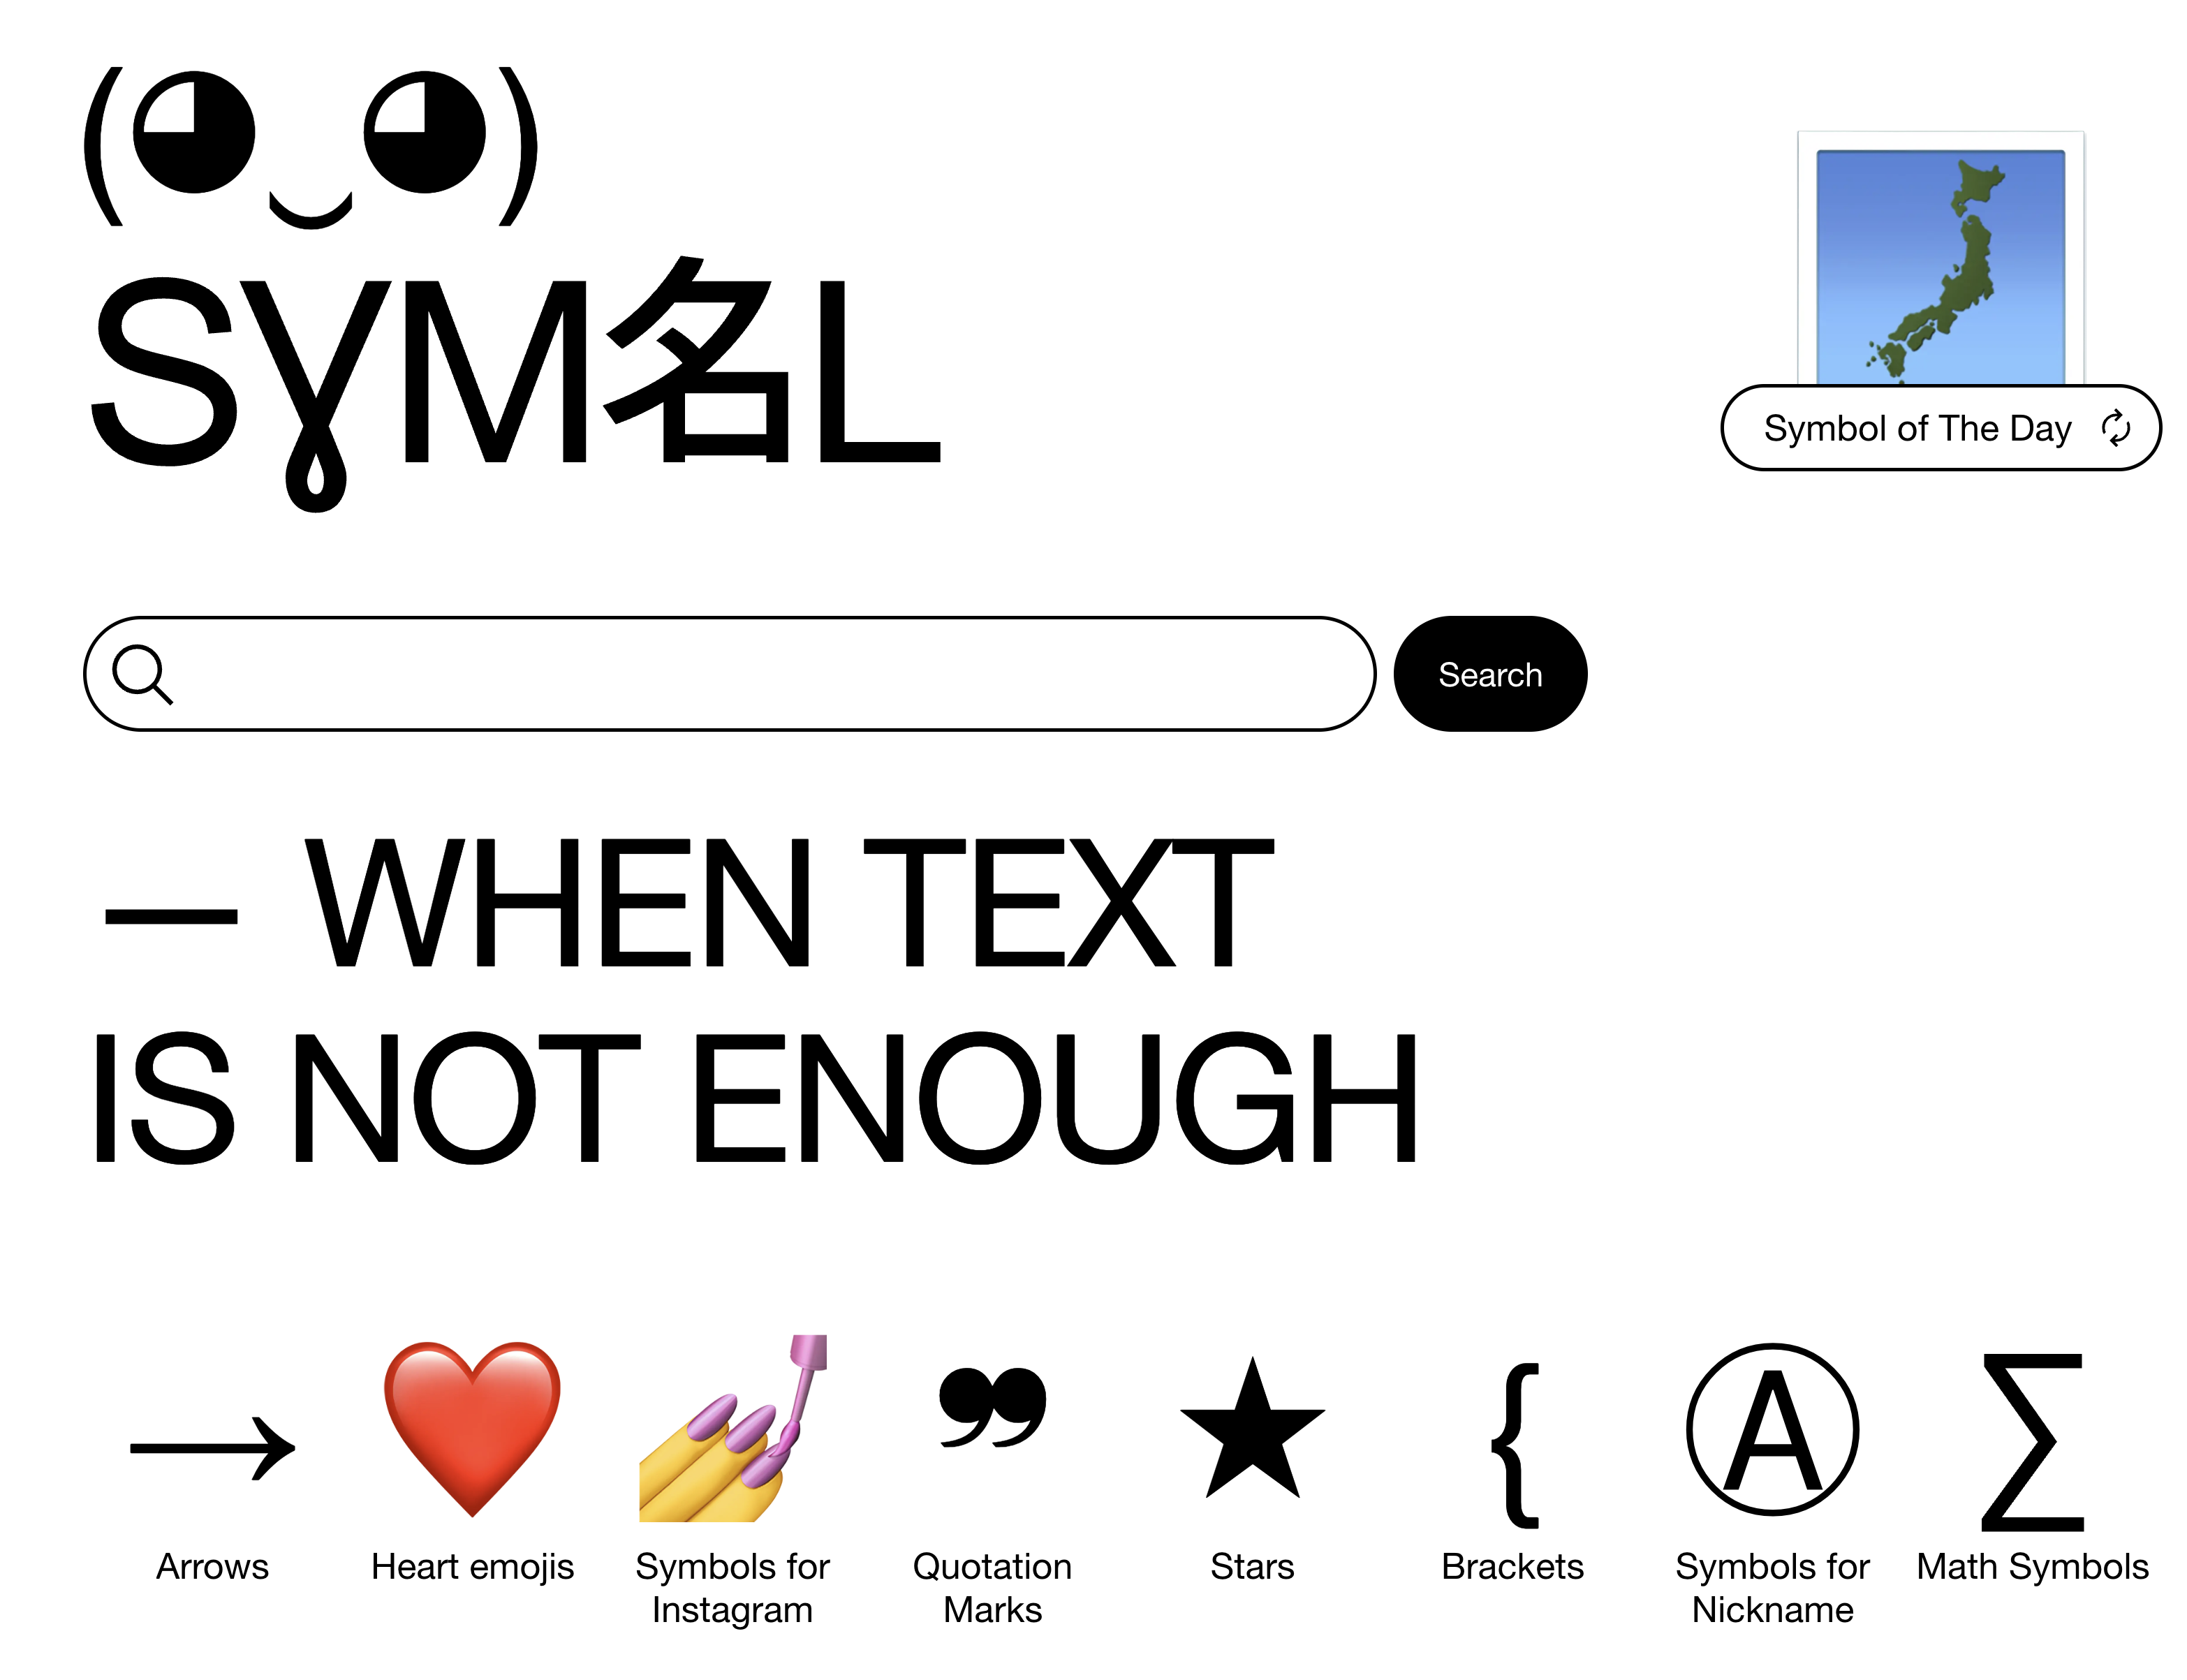 (◕‿◕)
SɣM名L
Symbol of The Day
Search
— WHEN TEXT
IS NOT ENOUGH
→ ❤️ 💅 ❞ ★ { Ⓐ ∑
Arrows
Heart emojis
Symbols for
Instagram
Quotation
Marks
Stars
Brackets
Symbols for
Nickname
Math Symbols